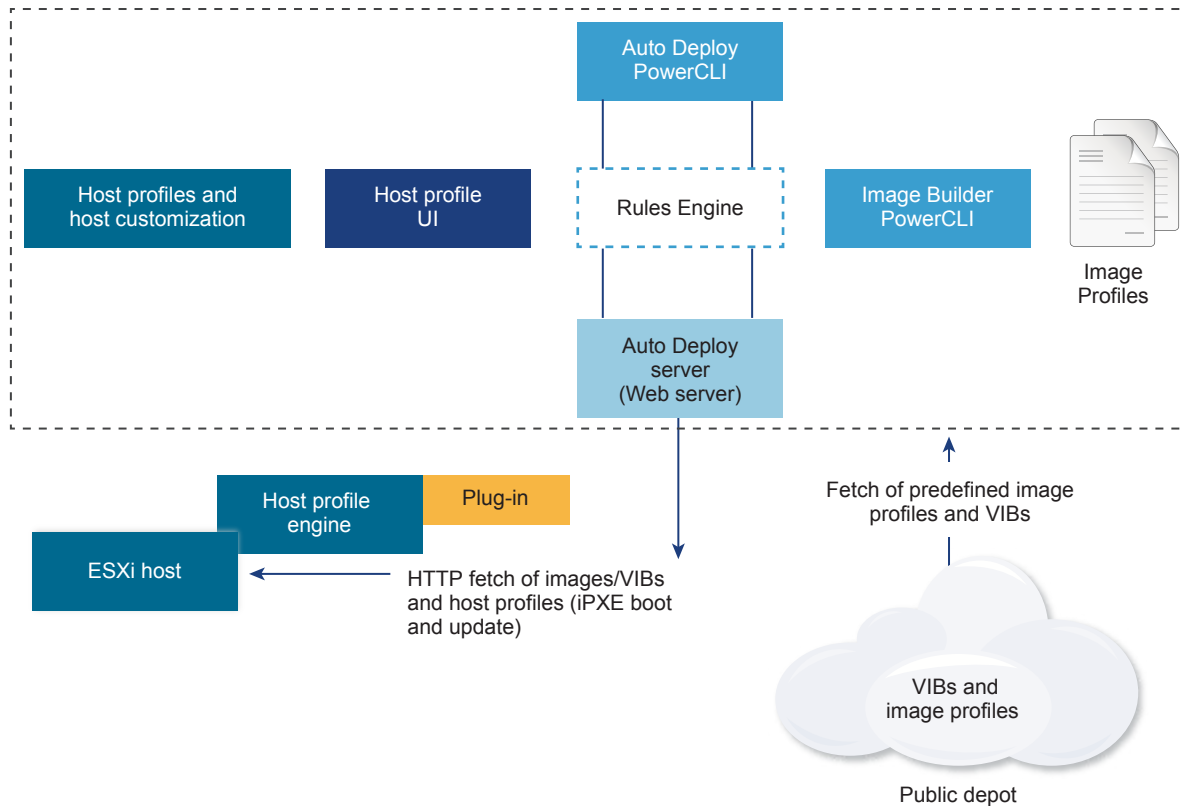 Auto Deploy
PowerCLI
Host profiles and
host customization
Host profile
UI
Rules Engine
Image Builder
PowerCLI
Image
Profiles
Auto Deploy
server
(Web server)
Host profile
engine
Plug-in
ESXi host
HTTP fetch of images/VIBs
and host profiles (iPXE boot
and update)
Fetch of predefined image
profiles and VIBs
VIBs and
image profiles
Public depot